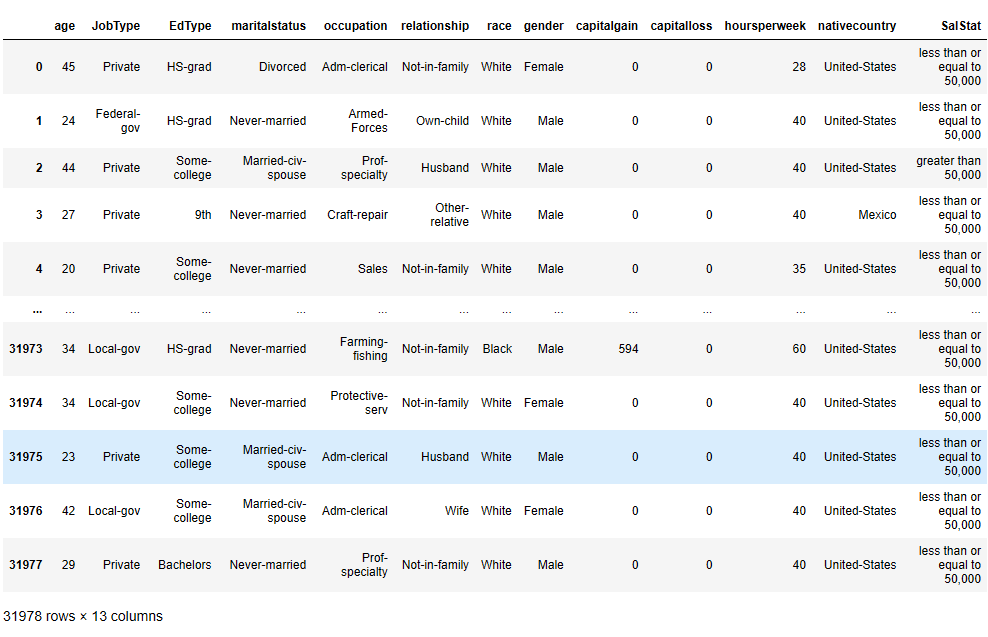 age JobType EdType maritalstatus occupation relationship race gender capitalgain capitalloss hoursperweek nativecountry SalStat
0 45 Private HS-grad Divorced Adm-clerical Not-in-family White Female 0 0 28 United-States less than or equal to 50,000
1 24 Federal-gov HS-grad Never-married Armed-Forces Own-child White Male 0 0 40 United-States less than or equal to 50,000
2 44 Private Some-college Married-civ-spouse Prof-specialty Husband White Male 0 0 40 United-States greater than 50,000
3 27 Private 9th Never-married Craft-repair Other-relative White Male 0 0 40 Mexico less than or equal to 50,000
4 20 Private Some-college Never-married Sales Not-in-family White Male 0 0 35 United-States less than or equal to 50,000
... ... ... ... ... ... ... ... ... ... ... ... ... ...
31973 34 Local-gov HS-grad Never-married Farming-fishing Not-in-family Black Male 594 0 60 United-States less than or equal to 50,000
31974 34 Local-gov Some-college Never-married Protective-serv Not-in-family White Female 0 0 40 United-States less than or equal to 50,000
31975 23 Private Some-college Married-civ-spouse Adm-clerical Husband White Male 0 0 40 United-States less than or equal to 50,000
31976 42 Local-gov Some-college Married-civ-spouse Adm-clerical Wife White Female 0 0 40 United-States less than or equal to 50,000
31977 29 Private Bachelors Never-married Prof-specialty Not-in-family White Male 0 0 40 United-States less than or equal to 50,000
31978 rows × 13 columns